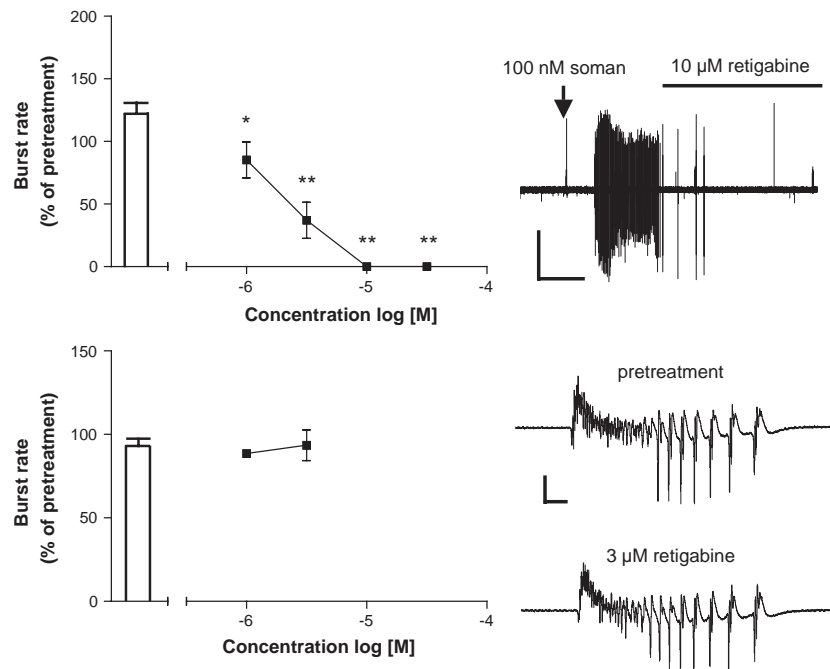 200
150
100
50
0
Burst rate
(% of pretreatment)
*
**
**
**
-6
-5
-4
Concentration log [M]
100 nM soman
10 µM retigabine
150
100
50
0
Burst rate
(% of pretreatment)
-6
-5
-4
Concentration log [M]
pretreatment
3 µM retigabine